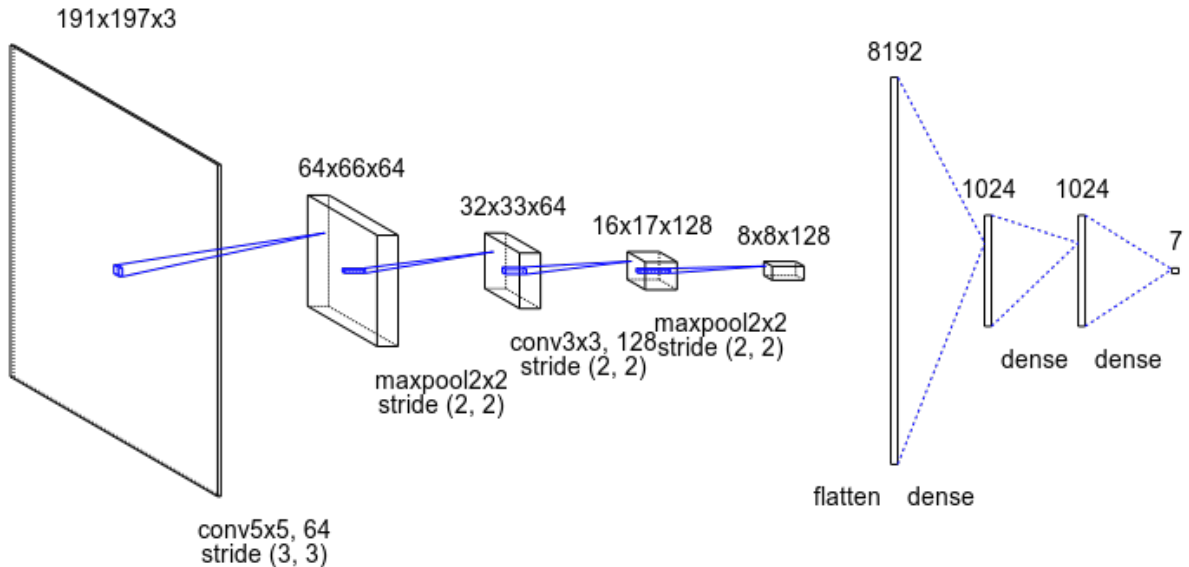 191x197x3
8192
64x66x64
1024
1024
32x33x64
16x17x128
8x8x128
7
maxpool2x2
stride (2, 2)
conv3x3, 128
stride (2, 2)
dense
dense
maxpool2x2
stride (2, 2)
flatten
dense
conv5x5, 64
stride (3, 3)